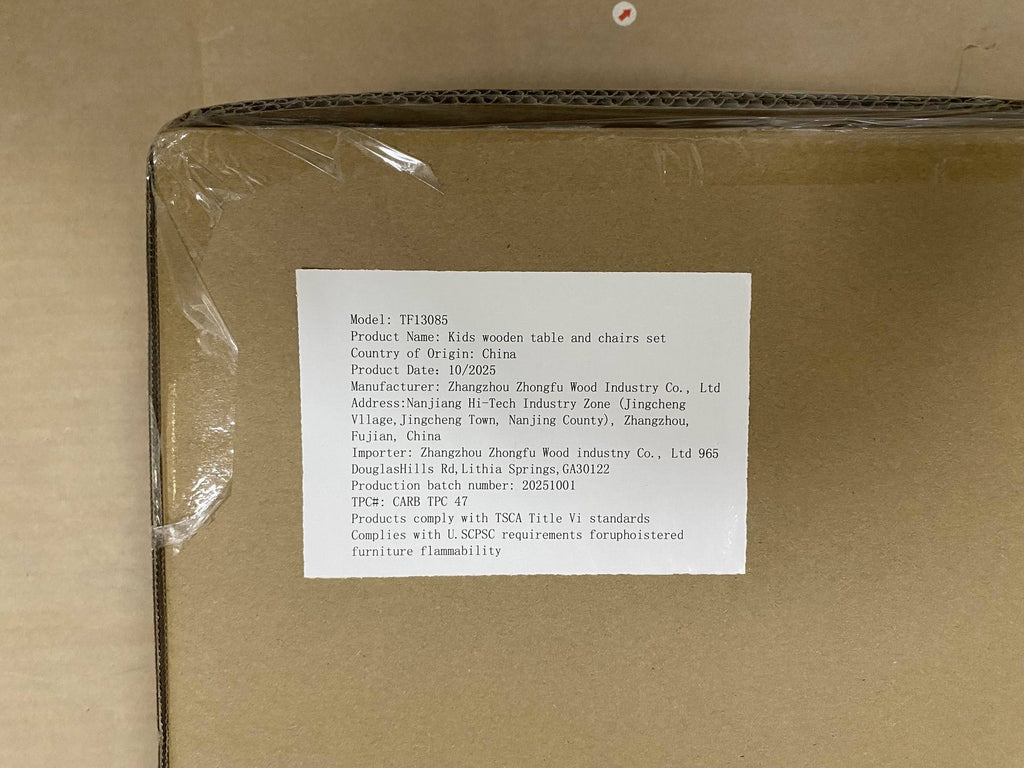 Model: TF13085
Product Name: Kids wooden table and chairs set
Country of Origin: China
Product Date: 10/2025
Manufacturer: Zhangzhou Zhongfu Wood Industry Co., Ltd
Address:Nanjiang Hi-Tech Industry Zone (Jingcheng
Vllage,Jingcheng Town, Nanjing County), Zhangzhou,
Fujian, China
Importer: Zhangzhou Zhongfu Wood industny Co., Ltd 965
DouglasHills Rd,Lithia Springs,GA30122
Production batch number: 20251001
TPC#: CARB TPC 47
Products comply with TSCA Title Vi standards
Complies with U.SCPSC requirements foruphoistered
furniture flammability